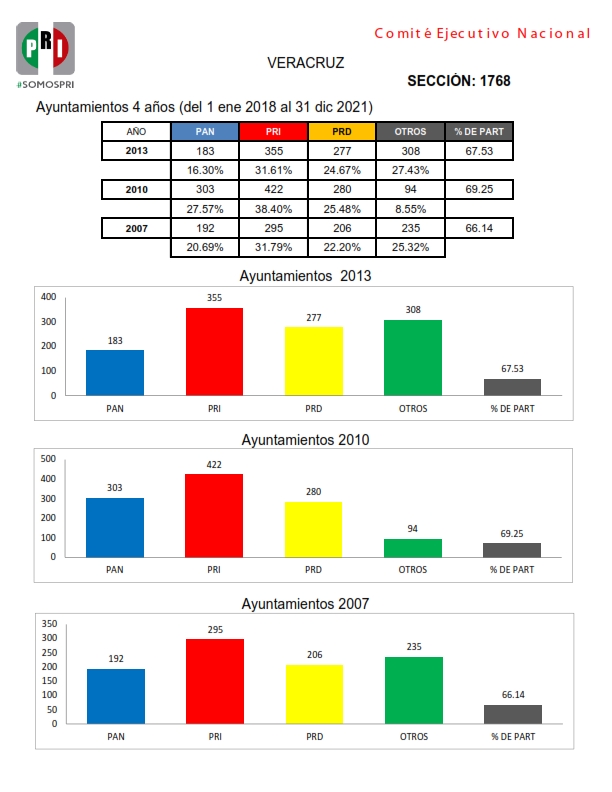 Comité Ejecutivo Nacional
PRI
#SOMOSPRI
VERACRUZ
SECCIÓN: 1768
Ayuntamientos 4 años (del 1 ene 2018 al 31 dic 2021)
AÑO PAN PRI PRD OTROS % DE PART
2013 183 355 277 308 67.53
16.30% 31.61% 24.67% 27.43%
2010 303 422 280 94 69.25
27.57% 38.40% 25.48% 8.55%
2007 192 295 206 235 66.14
20.69% 31.79% 22.20% 25.32%
Ayuntamientos 2013
400
300
200
100
0
183 355 277 308 67.53
PAN PRI PRD OTROS % DE PART
Ayuntamientos 2010
500
400
300
200
100
0
303 422 280 94 69.25
PAN PRI PRD OTROS % DE PART
Ayuntamientos 2007
350
300
250
200
150
100
50
0
192 295 206 235 66.14
PAN PRI PRD OTROS % DE PART